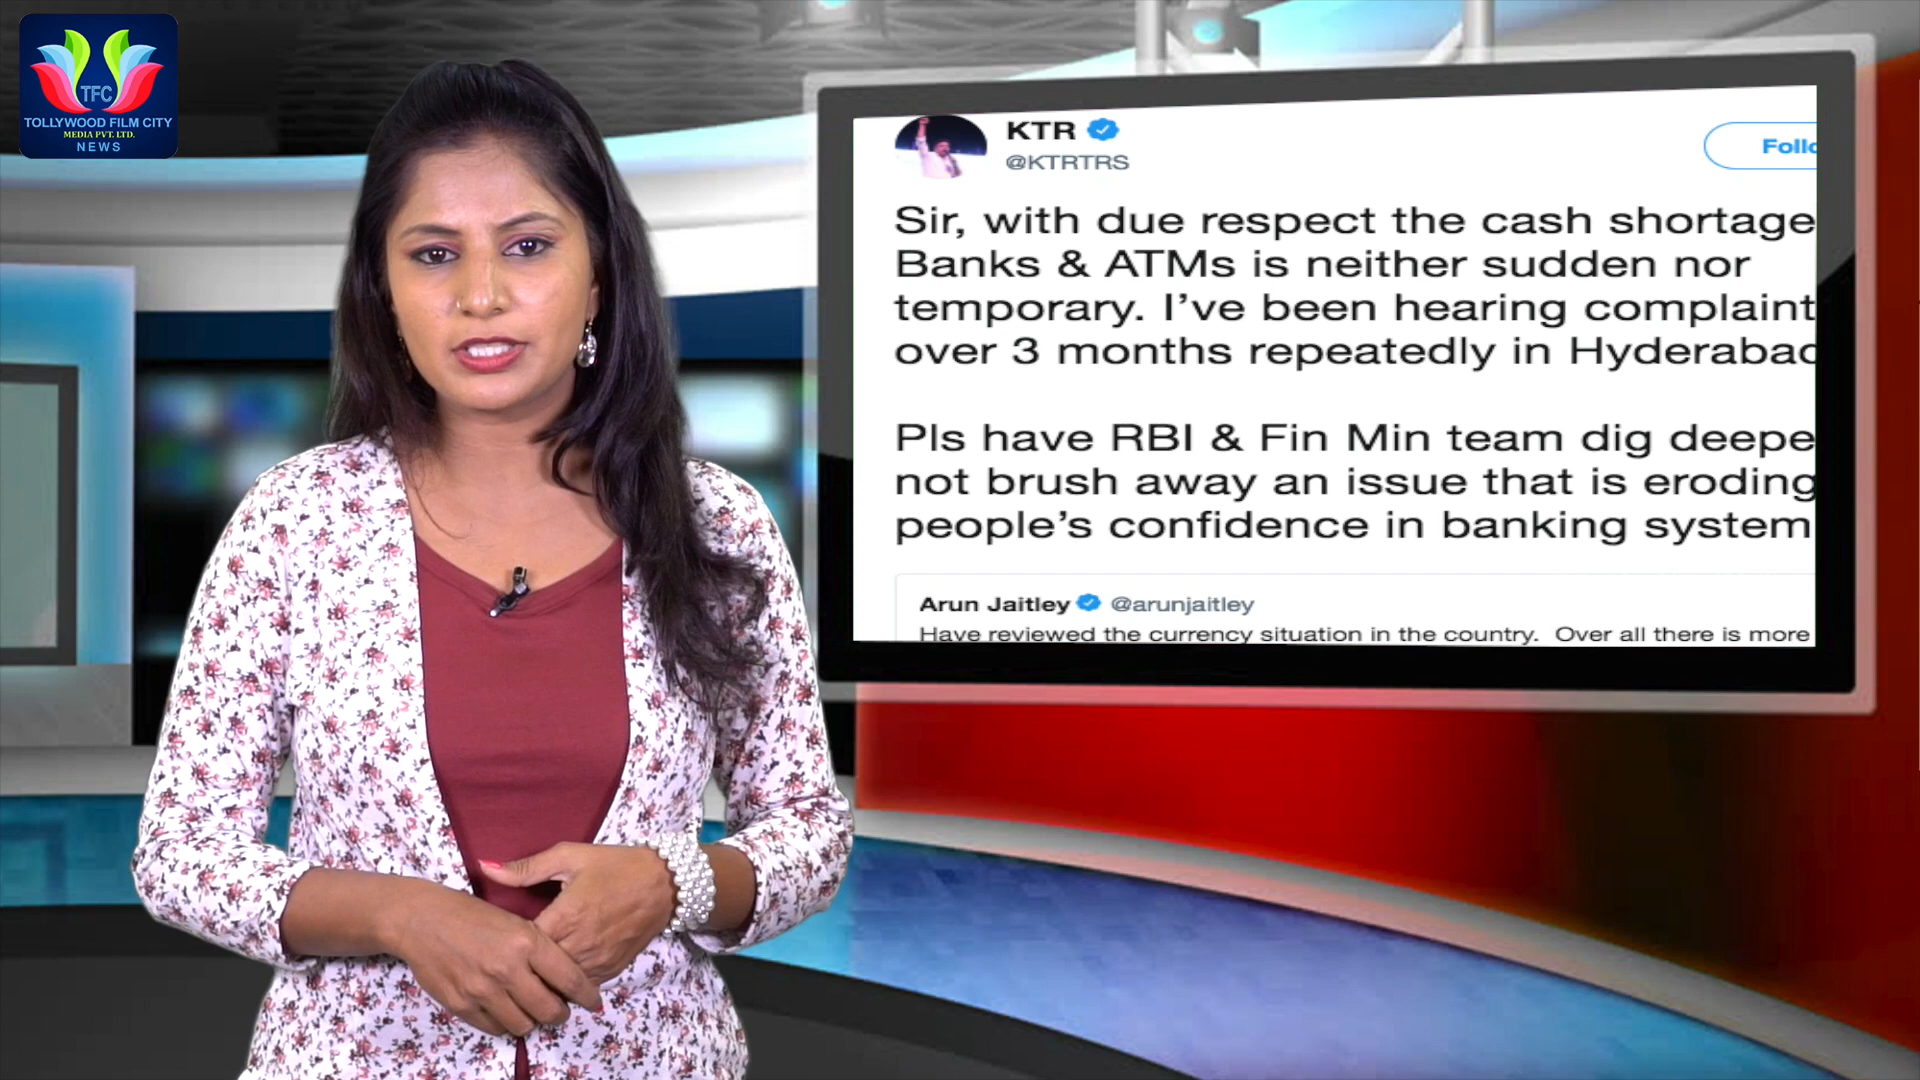 TFC
TOLLYWOOD FILM CITY
MEDIA PVT. LTD.
NEWS
KTR
@KTRTRS
Follo
Sir, with due respect the cash shortage
Banks & ATMs is neither sudden nor
temporary. I've been hearing complaint
over 3 months repeatedly in Hyderabad
Pls have RBI & Fin Min team dig deepe
not brush away an issue that is eroding
people's confidence in banking system
Arun Jaitley @arunjaitley
Have reviewed the currency situation in the country. Over all there is more